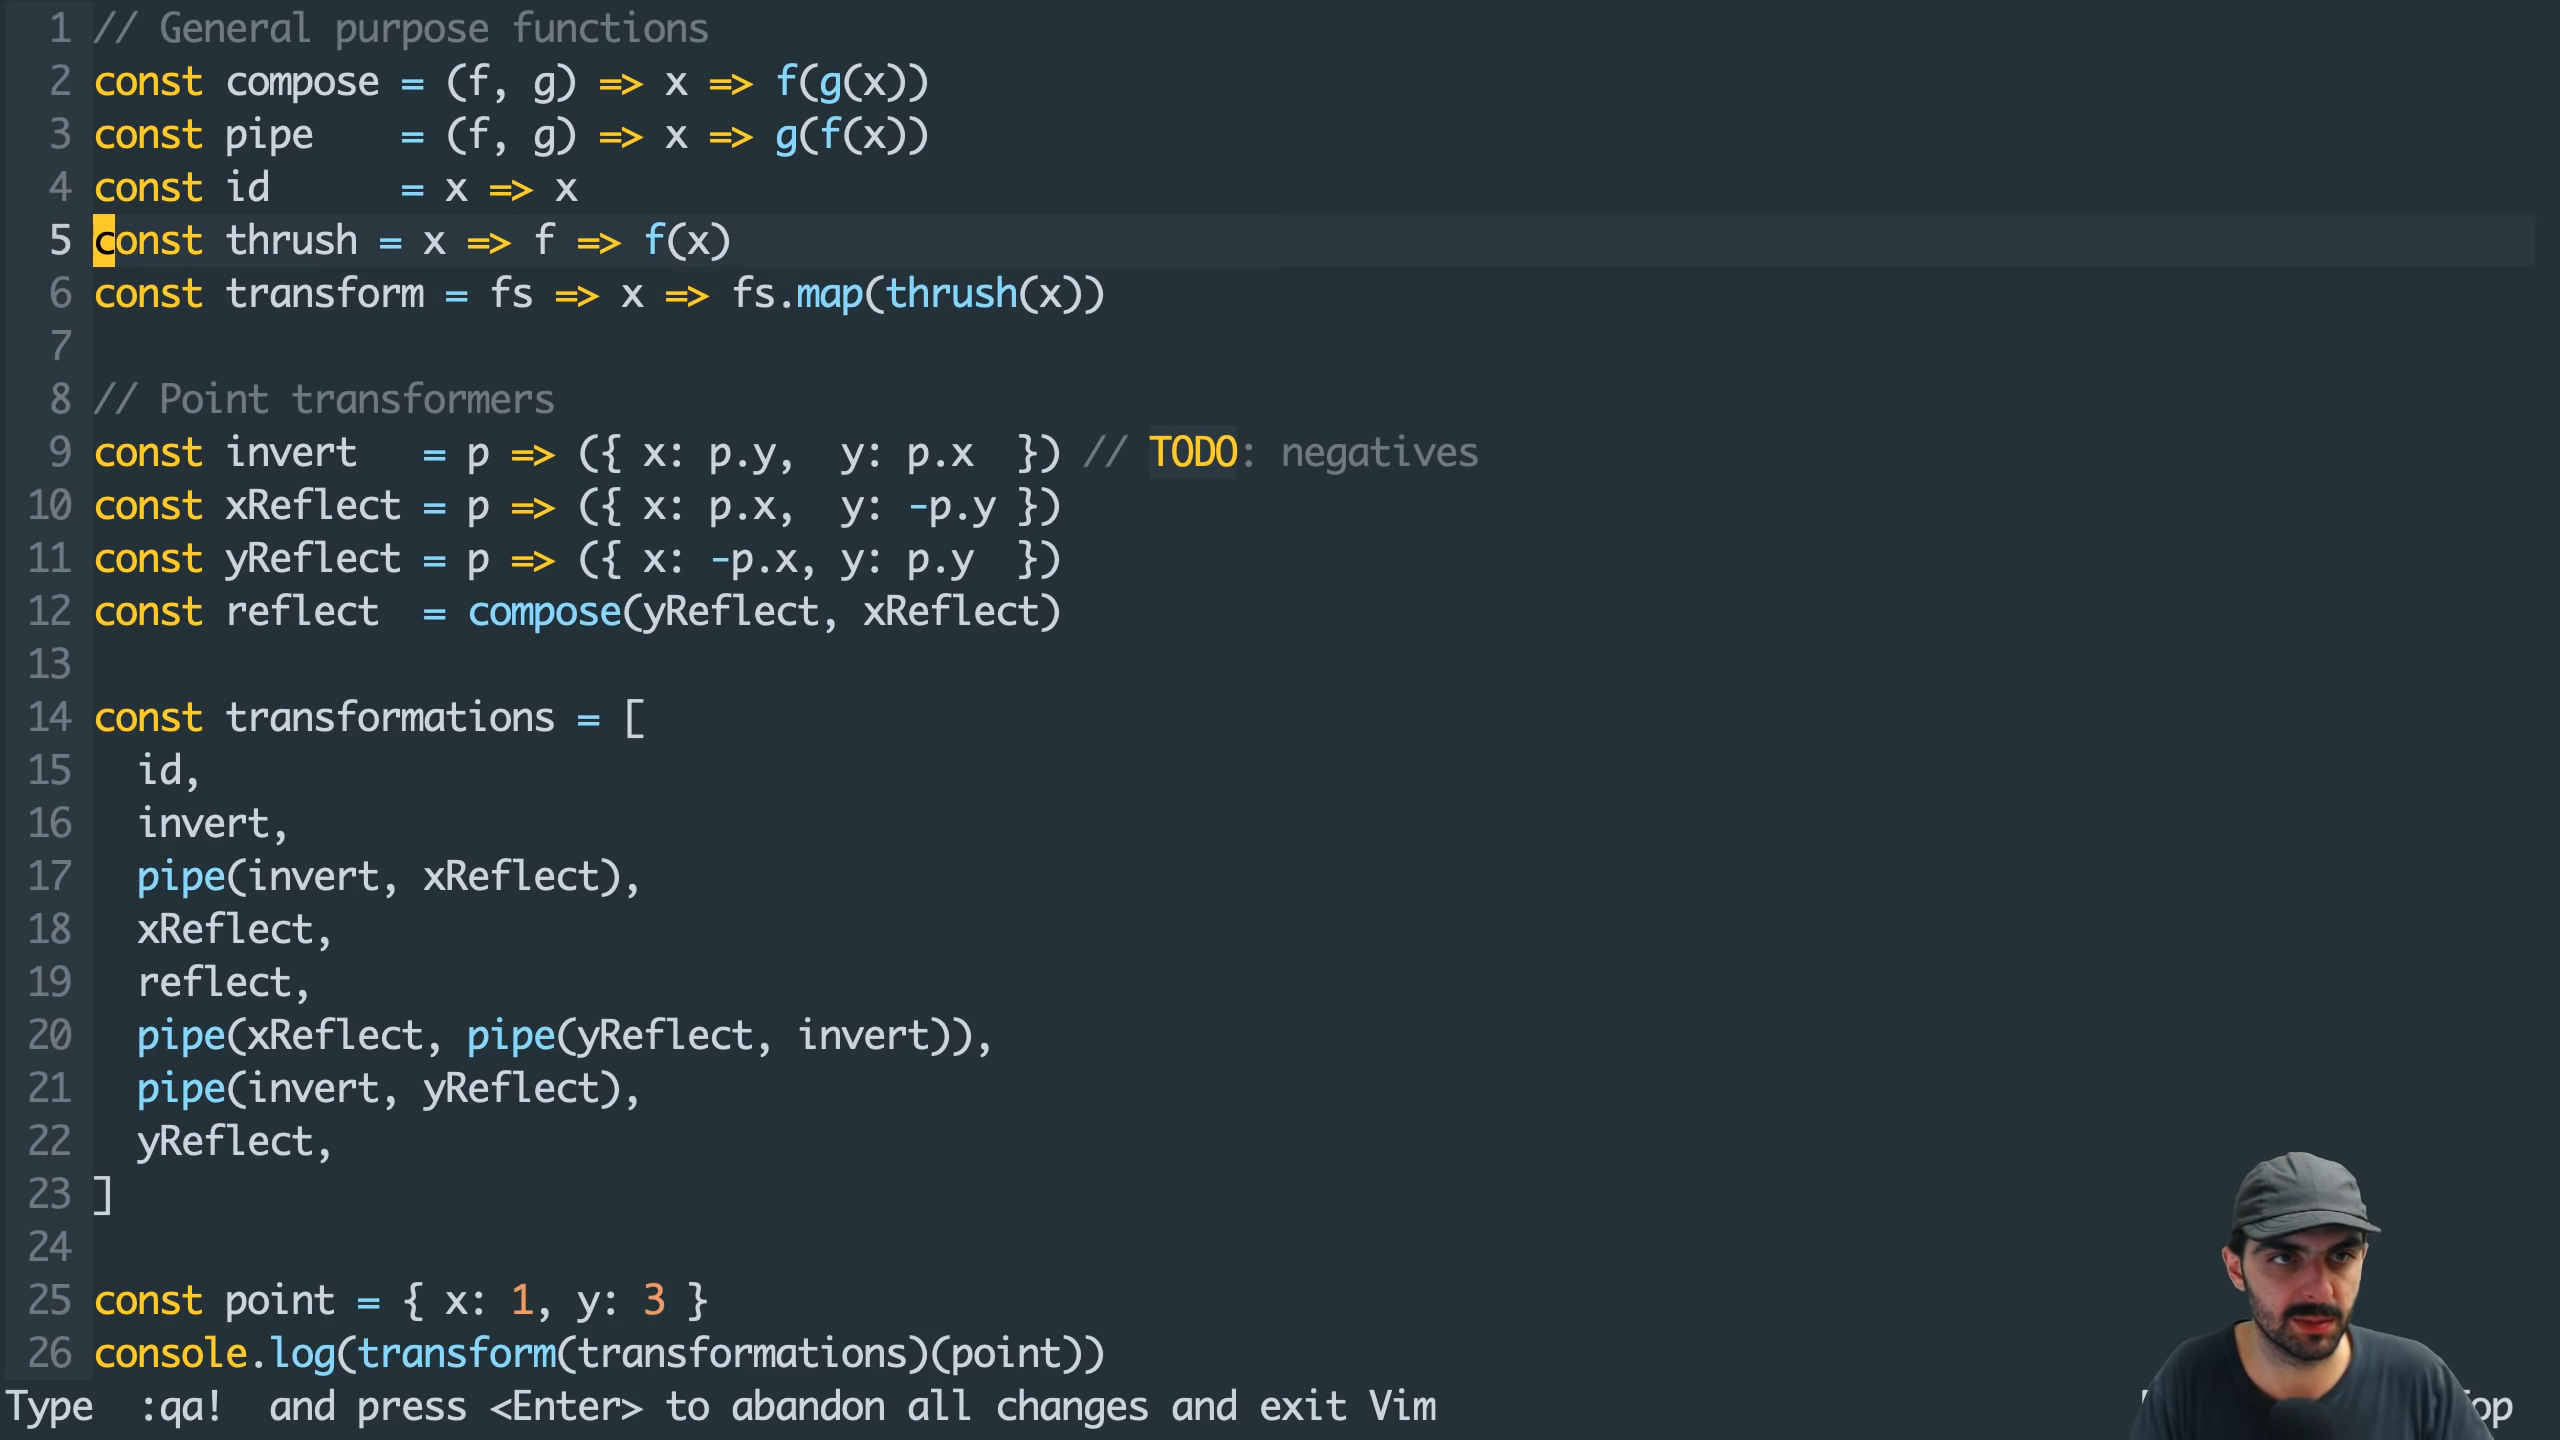 1 // General purpose functions
2 const compose = (f, g) => x => f(g(x))
3 const pipe    = (f, g) => x => g(f(x))
4 const id      = x => x
5 const thrush = x => f => f(x)
6 const transform = fs => x => fs.map(thrush(x))
7
8 // Point transformers
9 const invert   = p => ({ x: p.y,  y: p.x  }) // TODO: negatives
10 const xReflect = p => ({ x: p.x,  y: -p.y })
11 const yReflect = p => ({ x: -p.x, y: p.y  })
12 const reflect  = compose(yReflect, xReflect)
13
14 const transformations = [
15   id,
16   invert,
17   pipe(invert, xReflect),
18   xReflect,
19   reflect,
20   pipe(xReflect, pipe(yReflect, invert)),
21   pipe(invert, yReflect),
22   yReflect,
23 ]
24
25 const point = { x: 1, y: 3 }
26 console.log(transform(transformations)(point))
Type  :qa!  and press <Enter> to abandon all changes and exit Vim